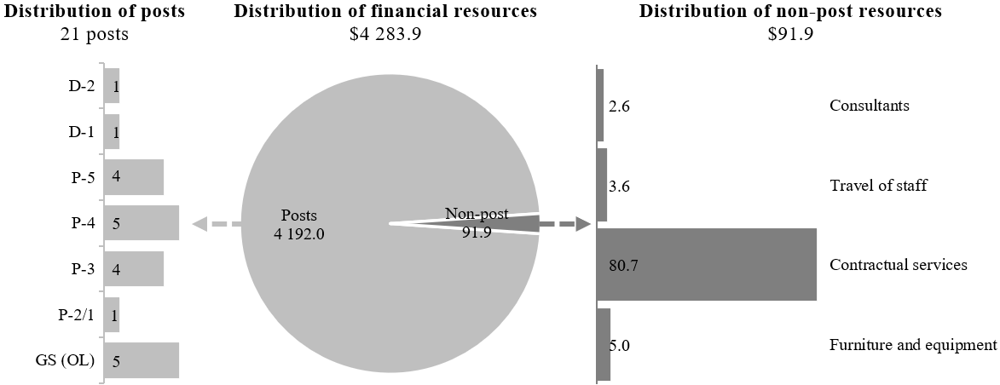 Distribution of posts
21 posts
D-2
1
D-1
1
P-5
4
P-4
5
P-3
4
P-2/1
1
GS (OL)
5
Distribution of financial resources
$4 283.9
Posts
4 192.0
Non-post
91.9
Distribution of non-post resources
$91.9
2.6
Consultants
3.6
Travel of staff
80.7
Contractual services
5.0
Furniture and equipment